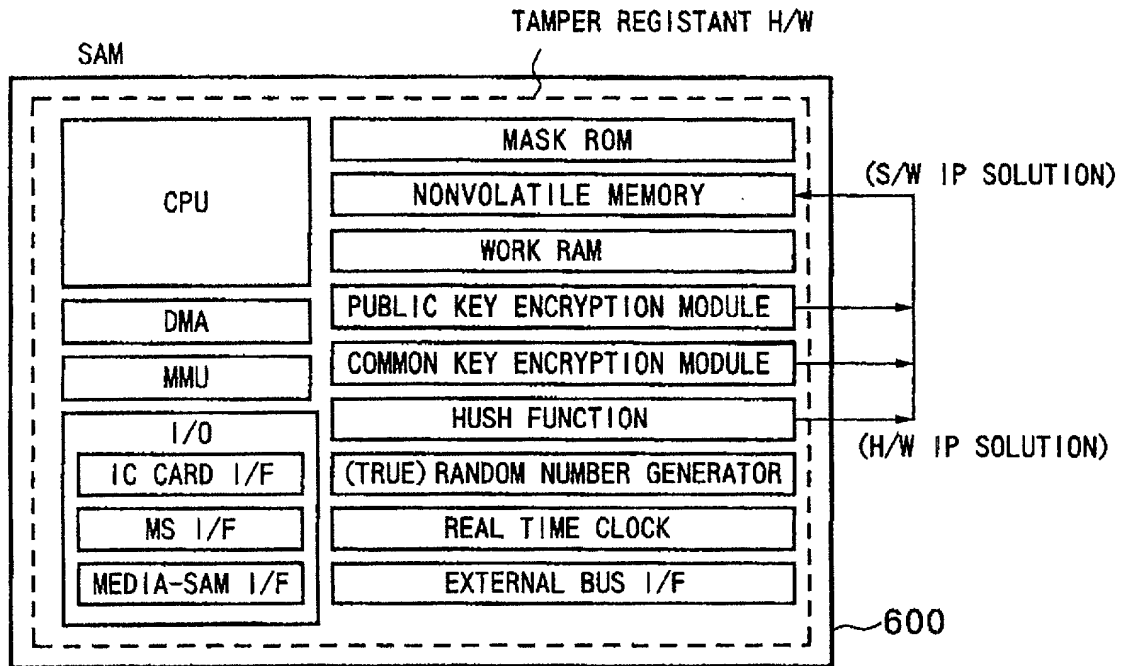 TAMPER REGISTANT H/W
SAM
CPU
DMA
MMU
I/O
IC CARD I/F
MS I/F
MEDIA-SAM I/F
MASK ROM
NONVOLATILE MEMORY
WORK RAM
PUBLIC KEY ENCRYPTION MODULE
COMMON KEY ENCRYPTION MODULE
HUSH FUNCTION
(TRUE) RANDOM NUMBER GENERATOR
REAL TIME CLOCK
EXTERNAL BUS I/F
(S/W IP SOLUTION)
(H/W IP SOLUTION)
600